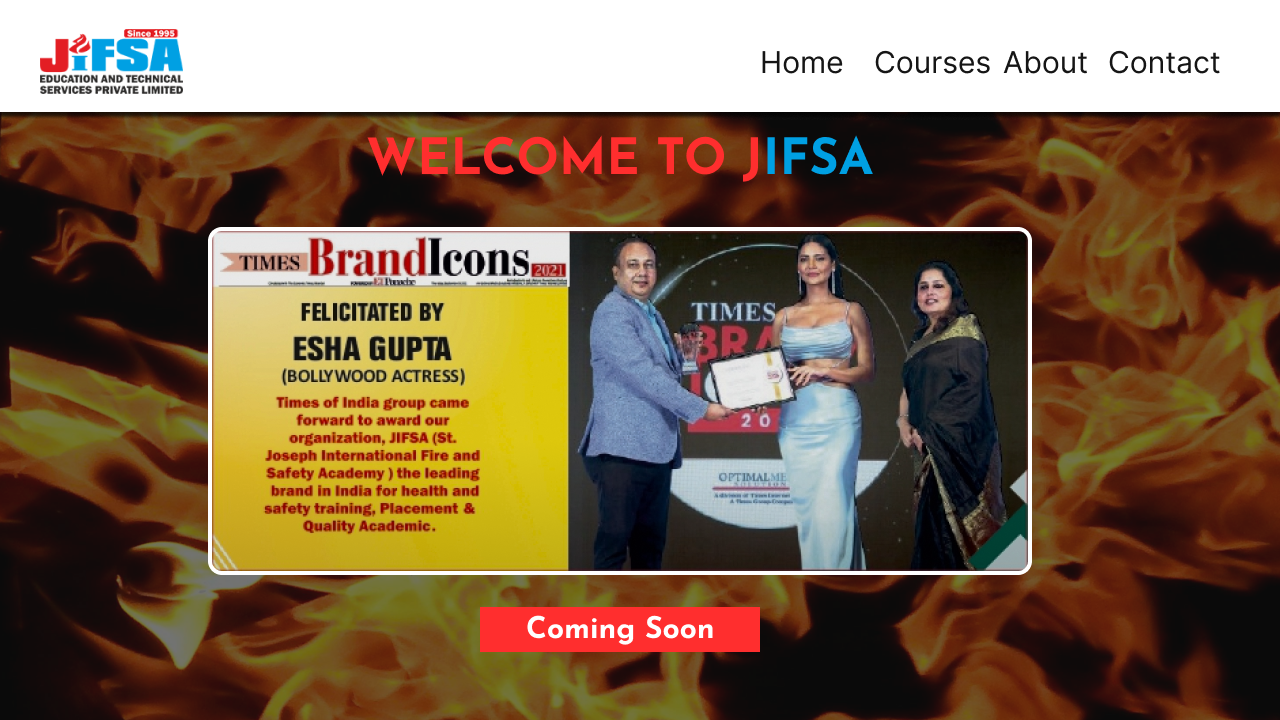 Since 1995
JIFSA
EDUCATION AND TECHNICAL
SERVICES PRIVATE LIMITED
Home Courses About Contact
WELCOME TO JIFSA
TIMES BrandIcons 2021
Panache
FELICITATED BY
ESHA GUPTA
(BOLLYWOOD ACTRESS)
Times of India group came
forward to award our
organization, JIFSA (St.
Joseph International Fire and
Safety Academy ) the leading
brand in India for health and
safety training, Placement &
Quality Academic.
TIMES
BRA
20
OPTIMALME
SOLUTION
Coming Soon